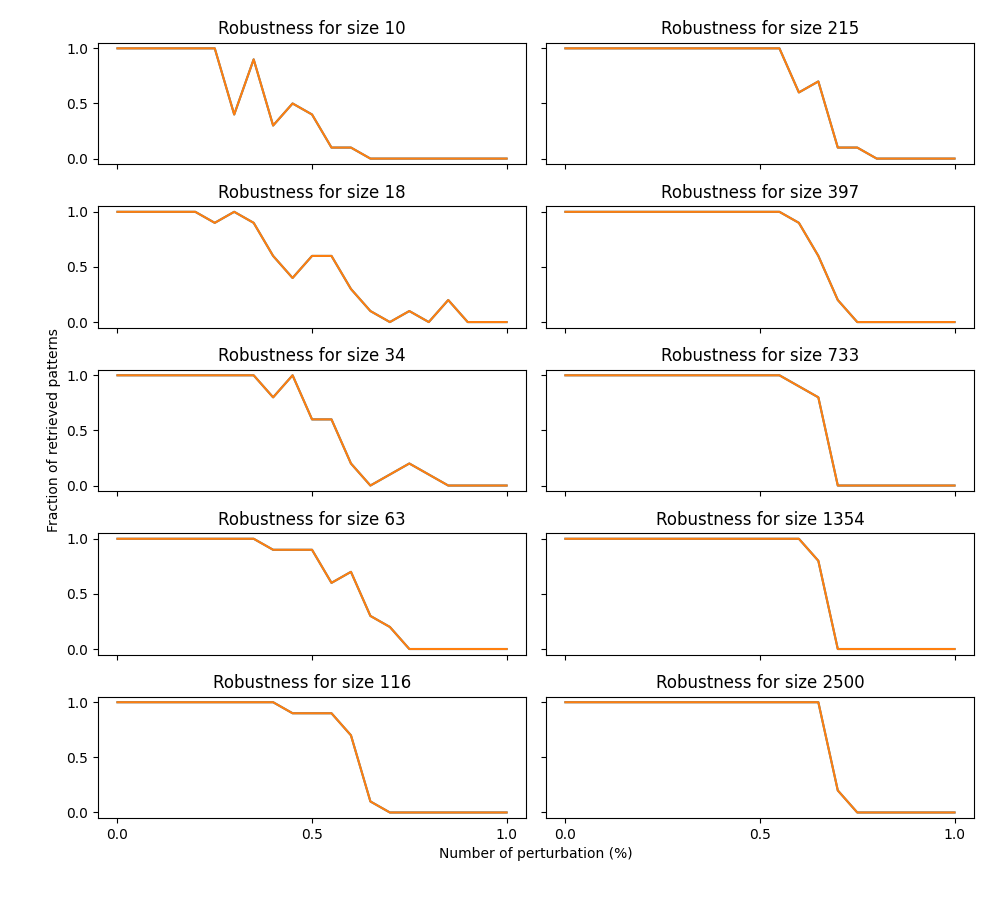 Robustness for size 10
1.0
0.5
0.0
Robustness for size 215
Robustness for size 18
1.0
0.5
0.0
Robustness for size 397
Robustness for size 34
1.0
0.5
0.0
Robustness for size 733
Robustness for size 63
1.0
0.5
0.0
Robustness for size 1354
Robustness for size 116
1.0
0.5
0.0
0.0 0.5 1.0
Robustness for size 2500
0.0 0.5 1.0
Fraction of retrieved patterns
Number of perturbation (%)